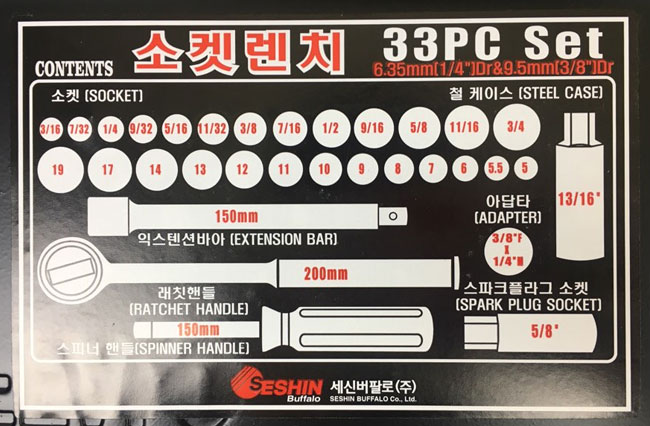 CONTENTS 소켓렌치 33PC Set
6.35mm(1/4")Dr&9.5mm(3/8")Dr
소켓 (SOCKET) 철 케이스 (STEEL CASE)
3/16 7/32 1/4 9/32 5/16 11/32 3/8 7/16 1/2 9/16 5/8 11/16 3/4
19 17 14 13 12 11 10 9 8 7 6 5.5 5
13/16"
150mm
익스텐션바아 (EXTENSION BAR)
아답타
(ADAPTER)
3/8"F
X
1/4"M
200mm
래칫핸들
(RATCHET HANDLE)
스파크플라그 소켓
(SPARK PLUG SOCKET)
150mm
5/8"
스피너 핸들(SPINNER HANDLE)
SESHIN
Buffalo
세신버팔로(주)
SESHIN BUFFALO Co., Ltd.